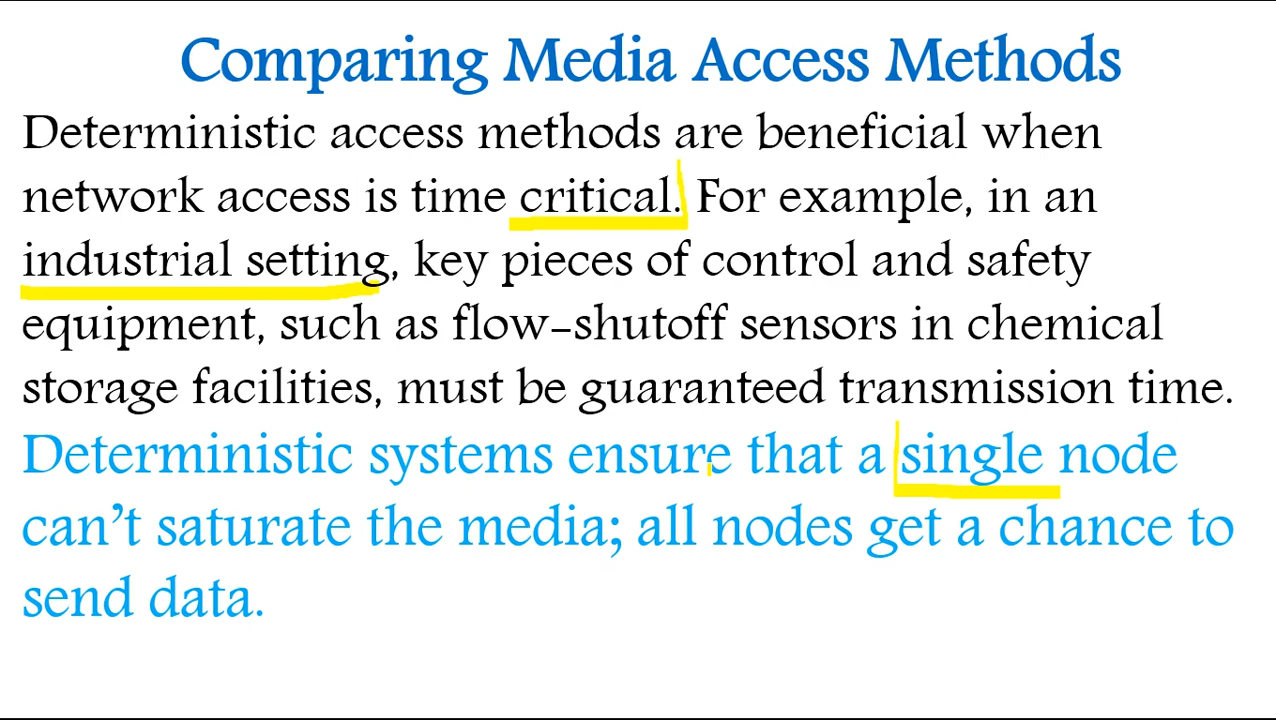 Comparing Media Access Methods
Deterministic access methods are beneficial when
network access is time critical. For example, in an
industrial setting, key pieces of control and safety
equipment, such as flow-shutoff sensors in chemical
storage facilities, must be guaranteed transmission time.
Deterministic systems ensure that a single node
can't saturate the media; all nodes get a chance to
send data.